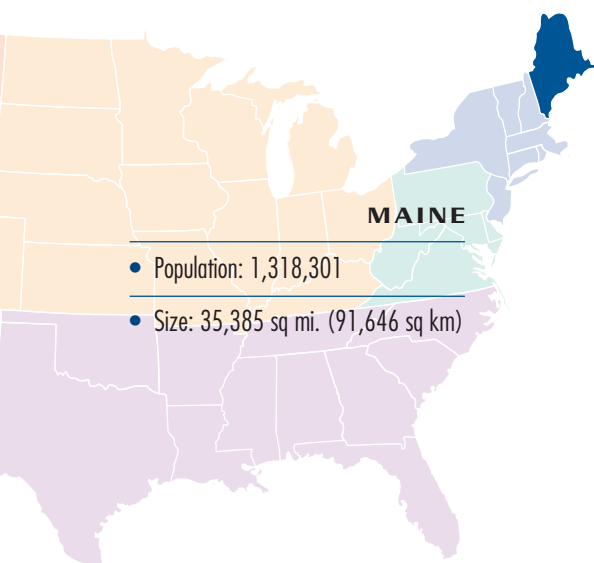 MAINE
• Population: 1,318,301
• Size: 35,385 sq mi. (91,646 sq km)